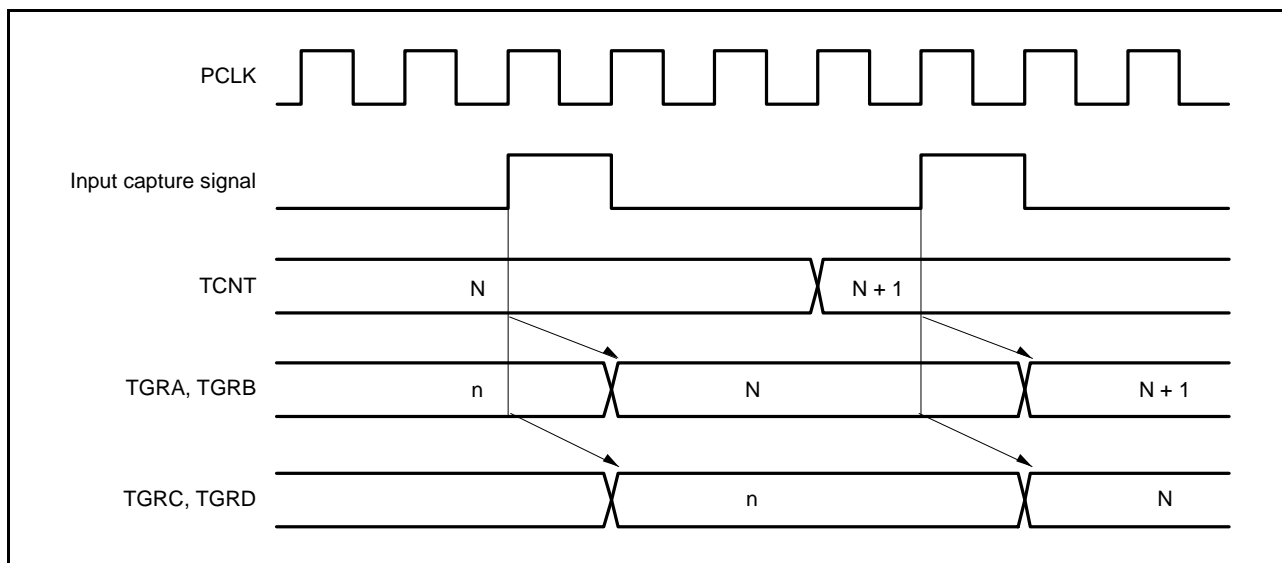 PCLK
Input capture signal
TCNT
N
N + 1
TGRA, TGRB
n
N
N + 1
TGRC, TGRD
n
N